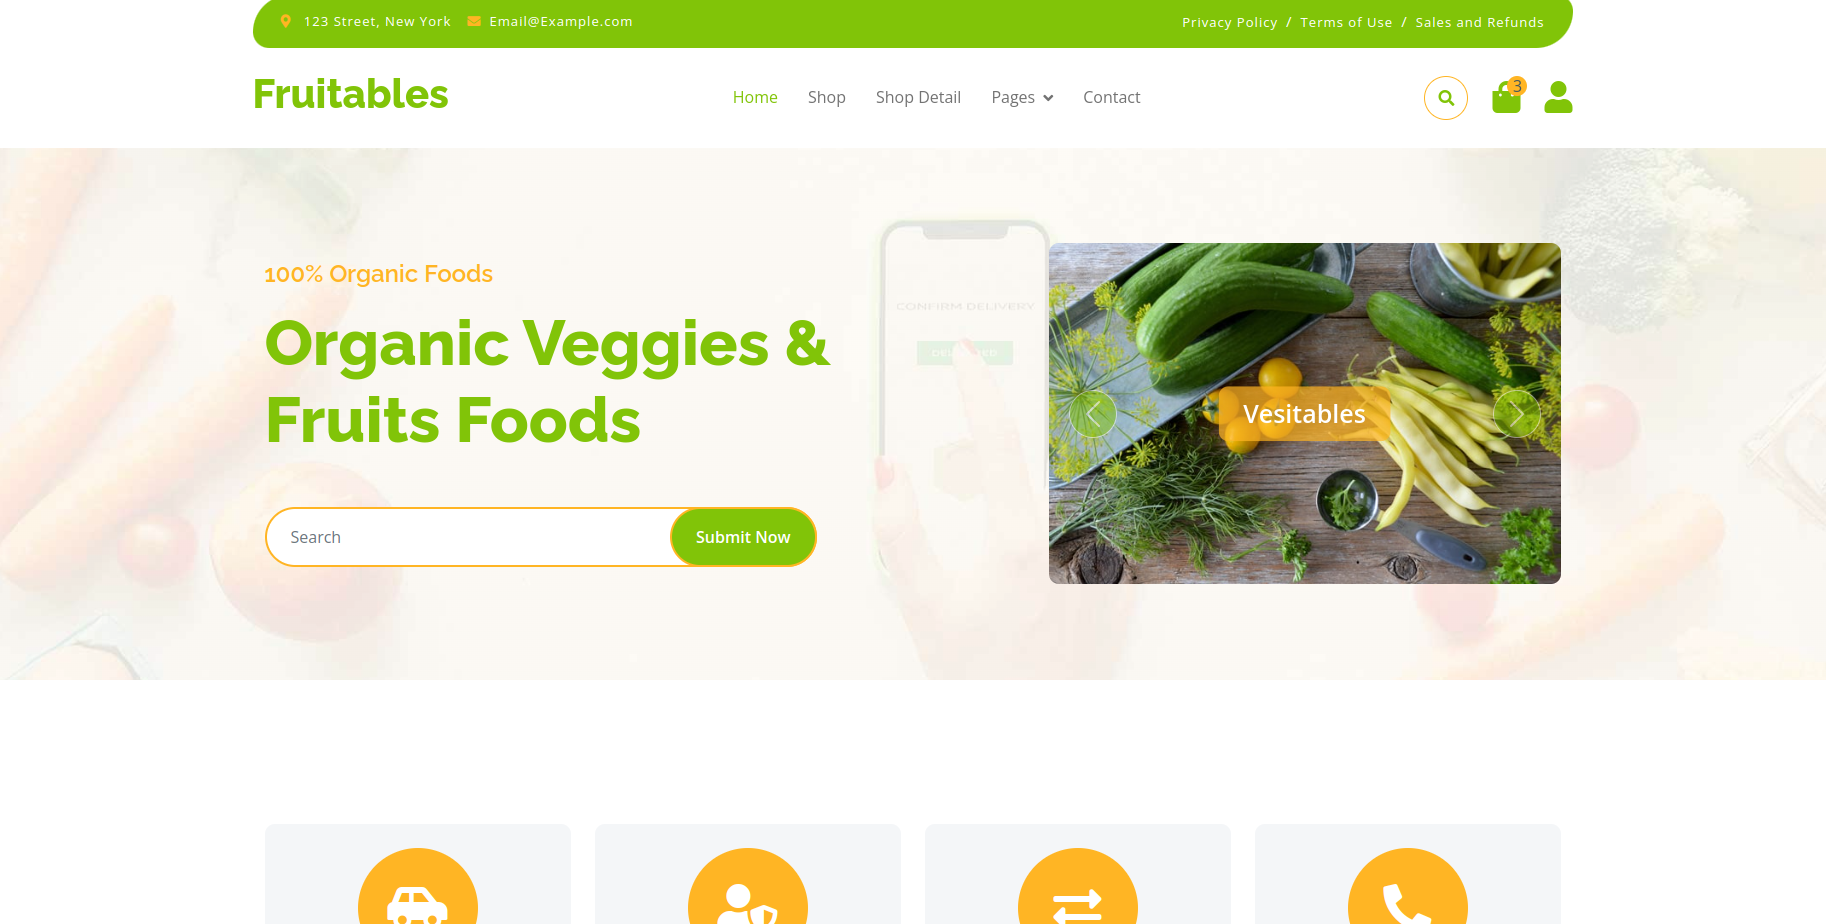 123 Street, New York Email@Example.com Privacy Policy / Terms of Use / Sales and Refunds
Fruitables Home Shop Shop Detail Pages Contact 3
100% Organic Foods
Organic Veggies &
Fruits Foods
CONFIRM DELIVERY
Vesitables
Search Submit Now